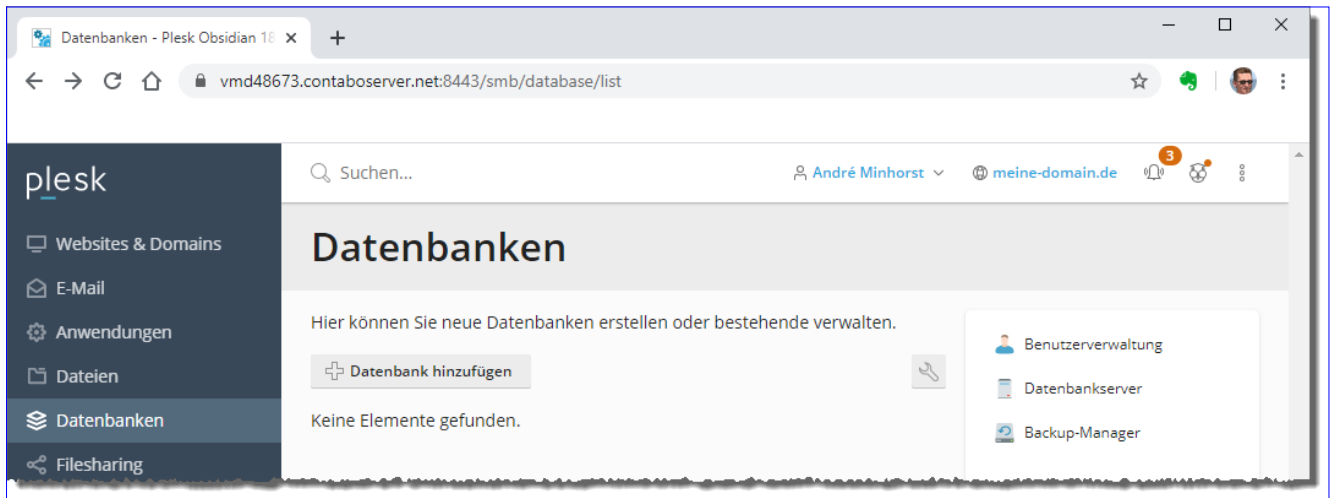 Datenbanken - Plesk Obsidian 18
vmd48673.contaboserver.net:8443/smb/database/list
plesk
Suchen...
André Minhorst
meine-domain.de
3
Websites & Domains
E-Mail
Anwendungen
Dateien
Datenbanken
Filesharing
Datenbanken
Hier können Sie neue Datenbanken erstellen oder bestehende verwalten.
Datenbank hinzufügen
Keine Elemente gefunden.
Benutzerverwaltung
Datenbankserver
Backup-Manager